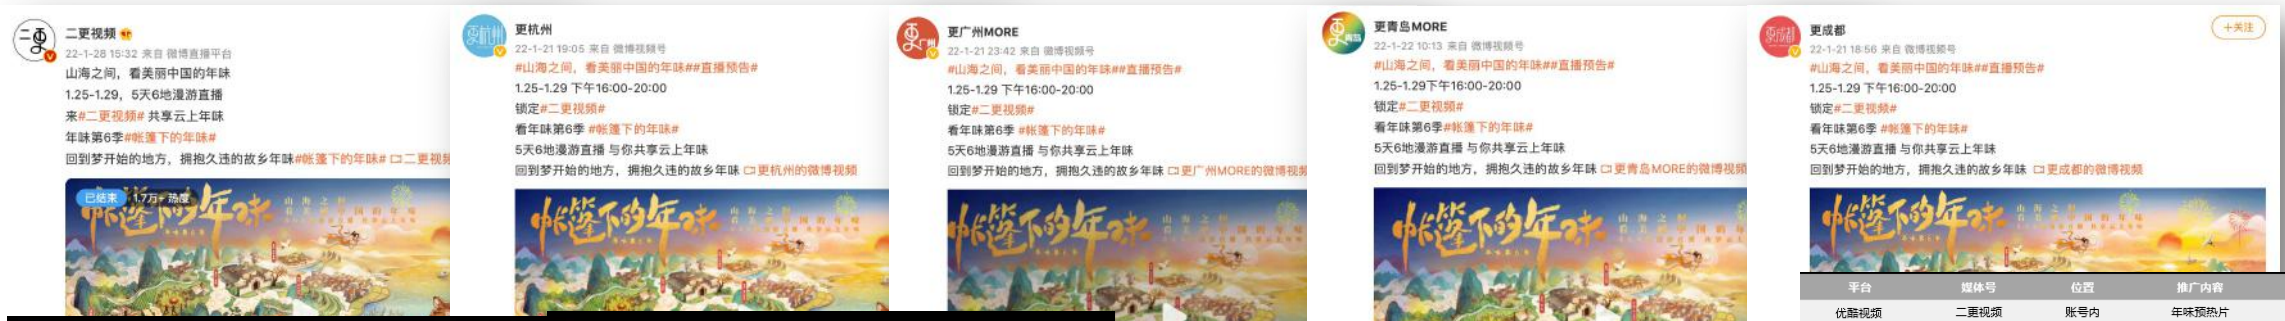 二更视频
22-1-28 15:32 来自 微博直播平台
山海之间，看美丽中国的年味
1.25-1.29，5天6地漫游直播
来#二更视频# 共享云上年味
年味第6季#帐篷下的年味#
回到梦开始的地方，拥抱久违的故乡年味#帐篷下的年味# 二更视频
已结束 1.7万+ 热度
帐篷下的年味
更杭州
22-1-21 19:05 来自 微博视频号
#山海之间，看美丽中国的年味##直播预告#
1.25-1.29 下午16:00-20:00
锁定#二更视频#
看年味第6季 #帐篷下的年味#
5天6地漫游直播 与你共享云上年味
回到梦开始的地方，拥抱久违的故乡年味 更杭州的微博视频
帐篷下的年味
更广州MORE
22-1-21 23:42 来自 微博视频号
#山海之间，看美丽中国的年味##直播预告#
1.25-1.29 下午16:00-20:00
锁定#二更视频#
看年味第6季 #帐篷下的年味#
5天6地漫游直播 与你共享云上年味
回到梦开始的地方，拥抱久违的故乡年味 更广州MORE的微博视频
帐篷下的年味
更青岛MORE
22-1-22 10:13 来自 微博视频号
#山海之间，看美丽中国的年味##直播预告#
1.25-1.29下午16:00-20:00
锁定#二更视频#
看年味第6季#帐篷下的年味#
5天6地漫游直播 与你共享云上年味
回到梦开始的地方，拥抱久违的故乡年味 更青岛MORE的微博视频
帐篷下的年味
更成都
+关注
22-1-21 18:56 来自 微博视频号
#山海之间，看美丽中国的年味##直播预告#
1.25-1.29 下午16:00-20:00
锁定#二更视频#
看年味第6季 #帐篷下的年味#
5天6地漫游直播 与你共享云上年味
回到梦开始的地方，拥抱久违的故乡年味 更成都的微博视频
帐篷下的年味
平台 媒体号 位置 推广内容
优酷视频 二更视频 账号内 年味预热片